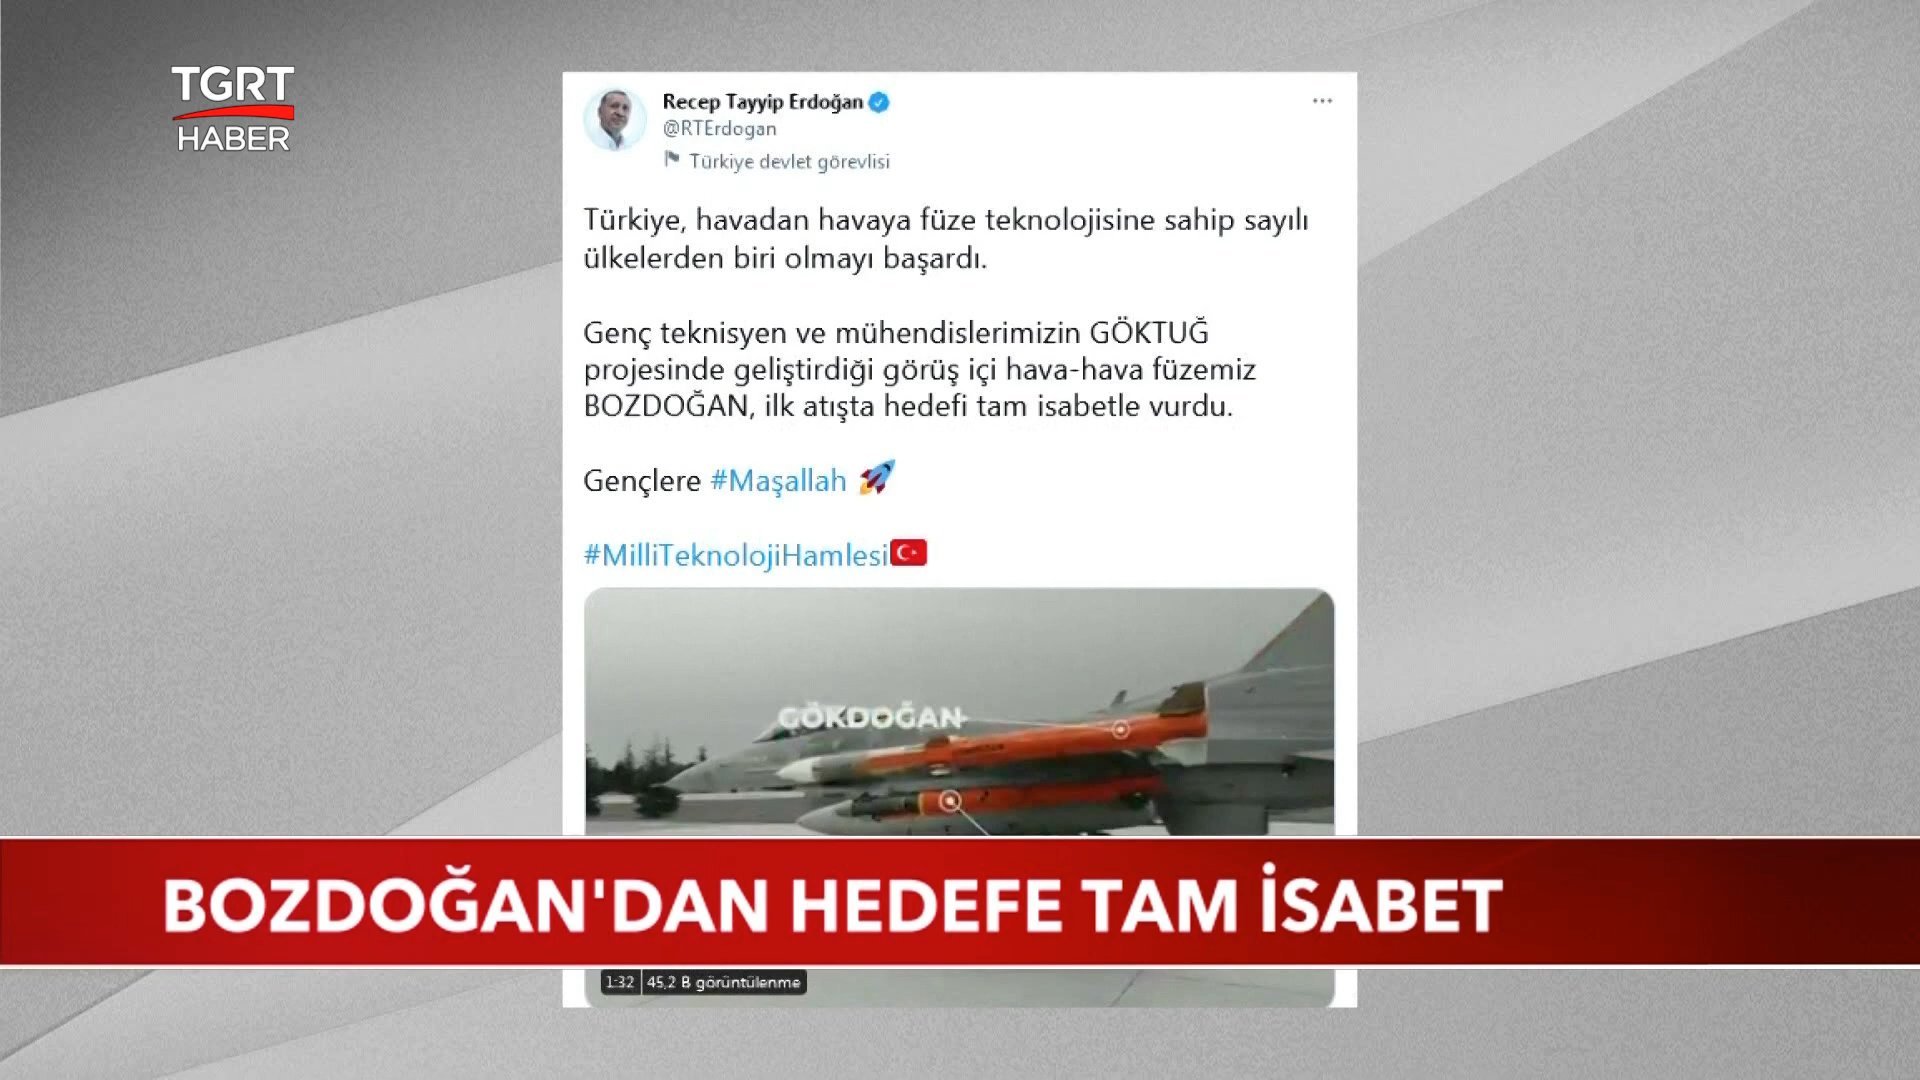 TGRT
HABER
Recep Tayyip Erdoğan
@RTErdogan
Türkiye devlet görevlisi
Türkiye, havadan havaya füze teknolojisine sahip sayılı
ülkelerden biri olmayı başardı.
Genç teknisyen ve mühendislerimizin GÖKTUĞ
projesinde geliştirdiği görüş içi hava-hava füzemiz
BOZDOĞAN, ilk atışta hedefi tam isabetle vurdu.
Gençlere #Maşallah 🚀
#MilliTeknolojiHamlesi🇹🇷
GÖKDOĞAN
BOZDOĞAN'DAN HEDEFE TAM İSABET
1:32 45,2 B görüntülenme